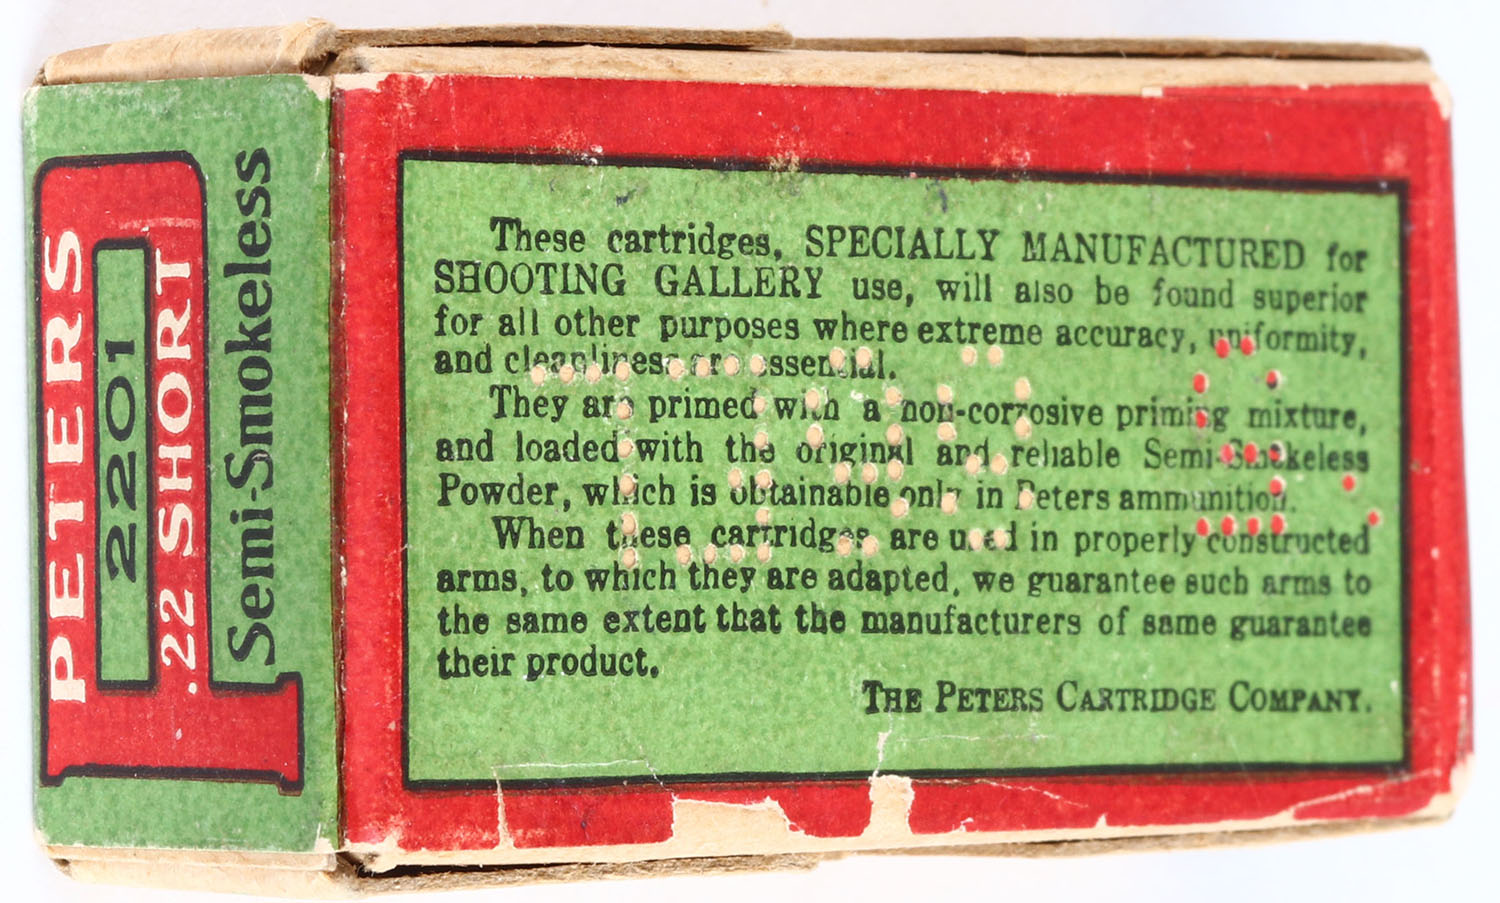 PETERS
2201
.22 SHORT
Semi-Smokeless
These cartridges, SPECIALLY MANUFACTURED for
SHOOTING GALLERY use, will also be found superior
for all other purposes where extreme accuracy, uniformity,
and cleanliness are essential.
They are primed with a non-corrosive priming mixture,
and loaded with the original and reliable Semi-Smokeless
Powder, which is obtainable only in Peters ammunition.
When these cartridges are used in properly constructed
arms, to which they are adapted, we guarantee such arms to
the same extent that the manufacturers of same guarantee
their product.
THE PETERS CARTRIDGE COMPANY.